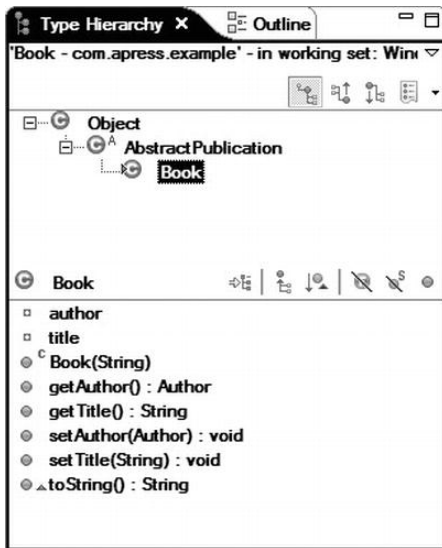 Type Hierarchy Outline
'Book - com.apress.example' - in working set: Win
Object
A AbstractPublication
Book
Book
S
author
title
C Book(String)
getAuthor() : Author
getTitle() : String
setAuthor(Author) : void
setTitle(String) : void
toString() : String